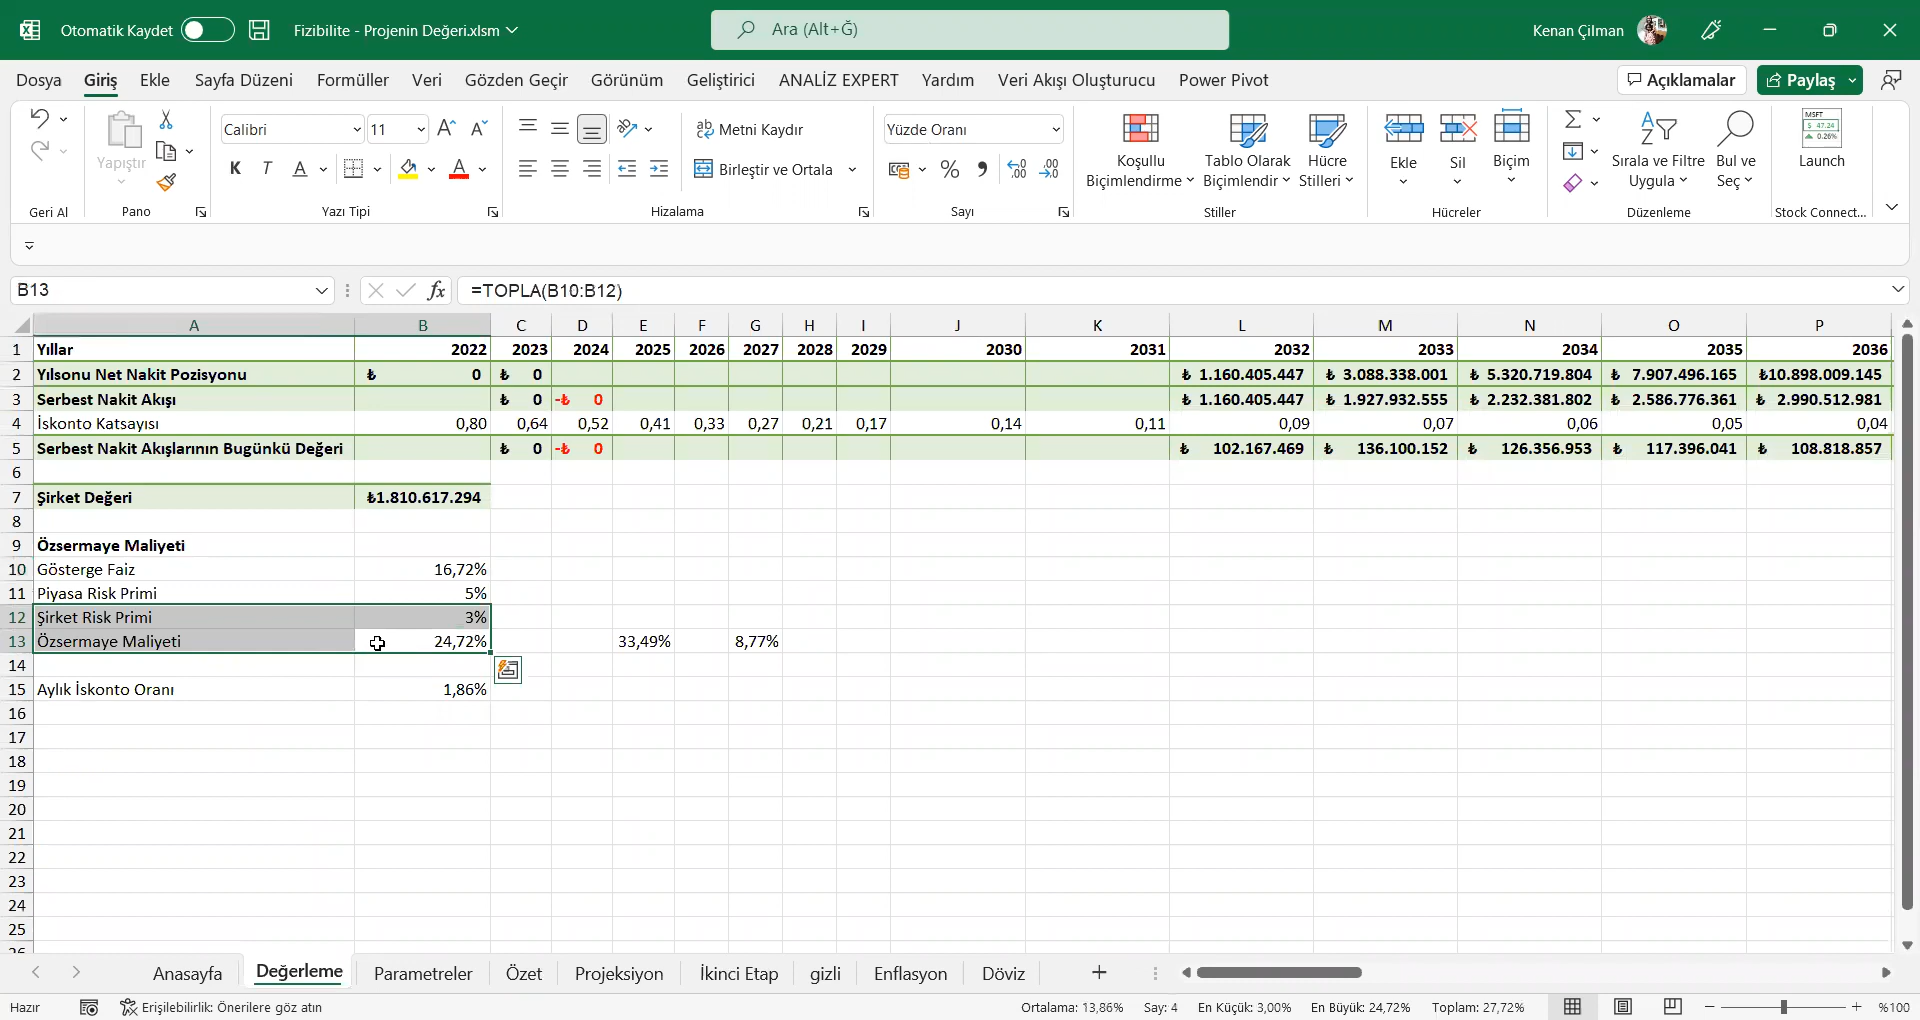 Otomatik Kaydet Fizibilite - Projenin Değeri.xlsm Ara (Alt+Ğ) Kenan Çilman
Dosya Giriş Ekle Sayfa Düzeni Formüller Veri Gözden Geçir Görünüm Geliştirici ANALİZ EXPERT Yardım Veri Akışı Oluşturucu Power Pivot Açıklamalar Paylaş
Yapıştır
Calibri 11
K T A A
ab Metni Kaydır
Birleştir ve Ortala
Yüzde Oranı
Koşullu Biçimlendirme
Tablo Olarak Biçimlendir
Hücre Stilleri
Ekle Sil Biçim
Sırala ve Filtre Uygula
Bul ve Seç
MSFT
$ 47.24
0.26%
Launch
Geri Al Pano Yazı Tipi Hizalama Sayı Stiller Hücreler Düzenleme Stock Connect...
B13 fx =TOPLA(B10:B12)
A B C D E F G H I J K L M N O P
1 Yıllar 2022 2023 2024 2025 2026 2027 2028 2029 2030 2031 2032 2033 2034 2035 2036
2 Yılsonu Net Nakit Pozisyonu ₺ 0 ₺ 0 ₺ 1.160.405.447 ₺ 3.088.338.001 ₺ 5.320.719.804 ₺ 7.907.496.165 ₺10.898.009.145
3 Serbest Nakit Akışı ₺ 0 -₺ 0 ₺ 1.160.405.447 ₺ 1.927.932.555 ₺ 2.232.381.802 ₺ 2.586.776.361 ₺ 2.990.512.981
4 İskonto Katsayısı 0,80 0,64 0,52 0,41 0,33 0,27 0,21 0,17 0,14 0,11 0,09 0,07 0,06 0,05 0,04
5 Serbest Nakit Akışlarının Bugünkü Değeri ₺ 0 -₺ 0 ₺ 102.167.469 ₺ 136.100.152 ₺ 126.356.953 ₺ 117.396.041 ₺ 108.818.857
6
7 Şirket Değeri ₺1.810.617.294
8
9 Özsermaye Maliyeti
10 Gösterge Faiz 16,72%
11 Piyasa Risk Primi 5%
12 Şirket Risk Primi 3%
13 Özsermaye Maliyeti 24,72% 33,49% 8,77%
14
15 Aylık İskonto Oranı 1,86%
16
17
18
19
20
21
22
23
24
25
26
Anasayfa Değerleme Parametreler Özet Projeksiyon İkinci Etap gizli Enflasyon Döviz
Hazır Erişilebilirlik: Önerilere göz atın Ortalama: 13,86% Say: 4 En Küçük: 3,00% En Büyük: 24,72% Toplam: 27,72% %100